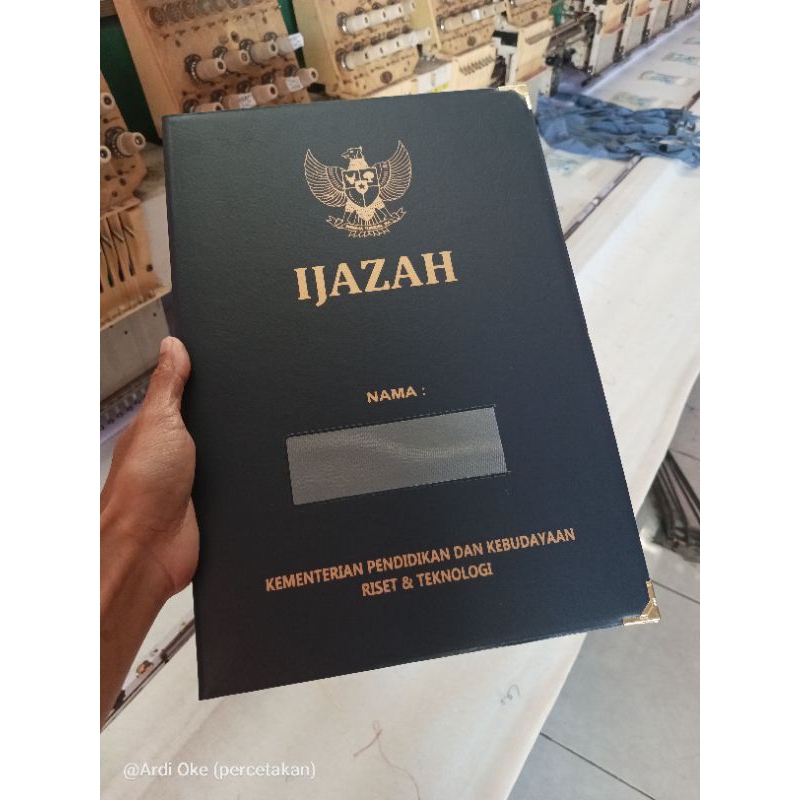 IJAZAH
NAMA :
KEMENTERIAN PENDIDIKAN DAN KEBUDAYAAN
RISET & TEKNOLOGI
@Ardi Oke (percetakan)